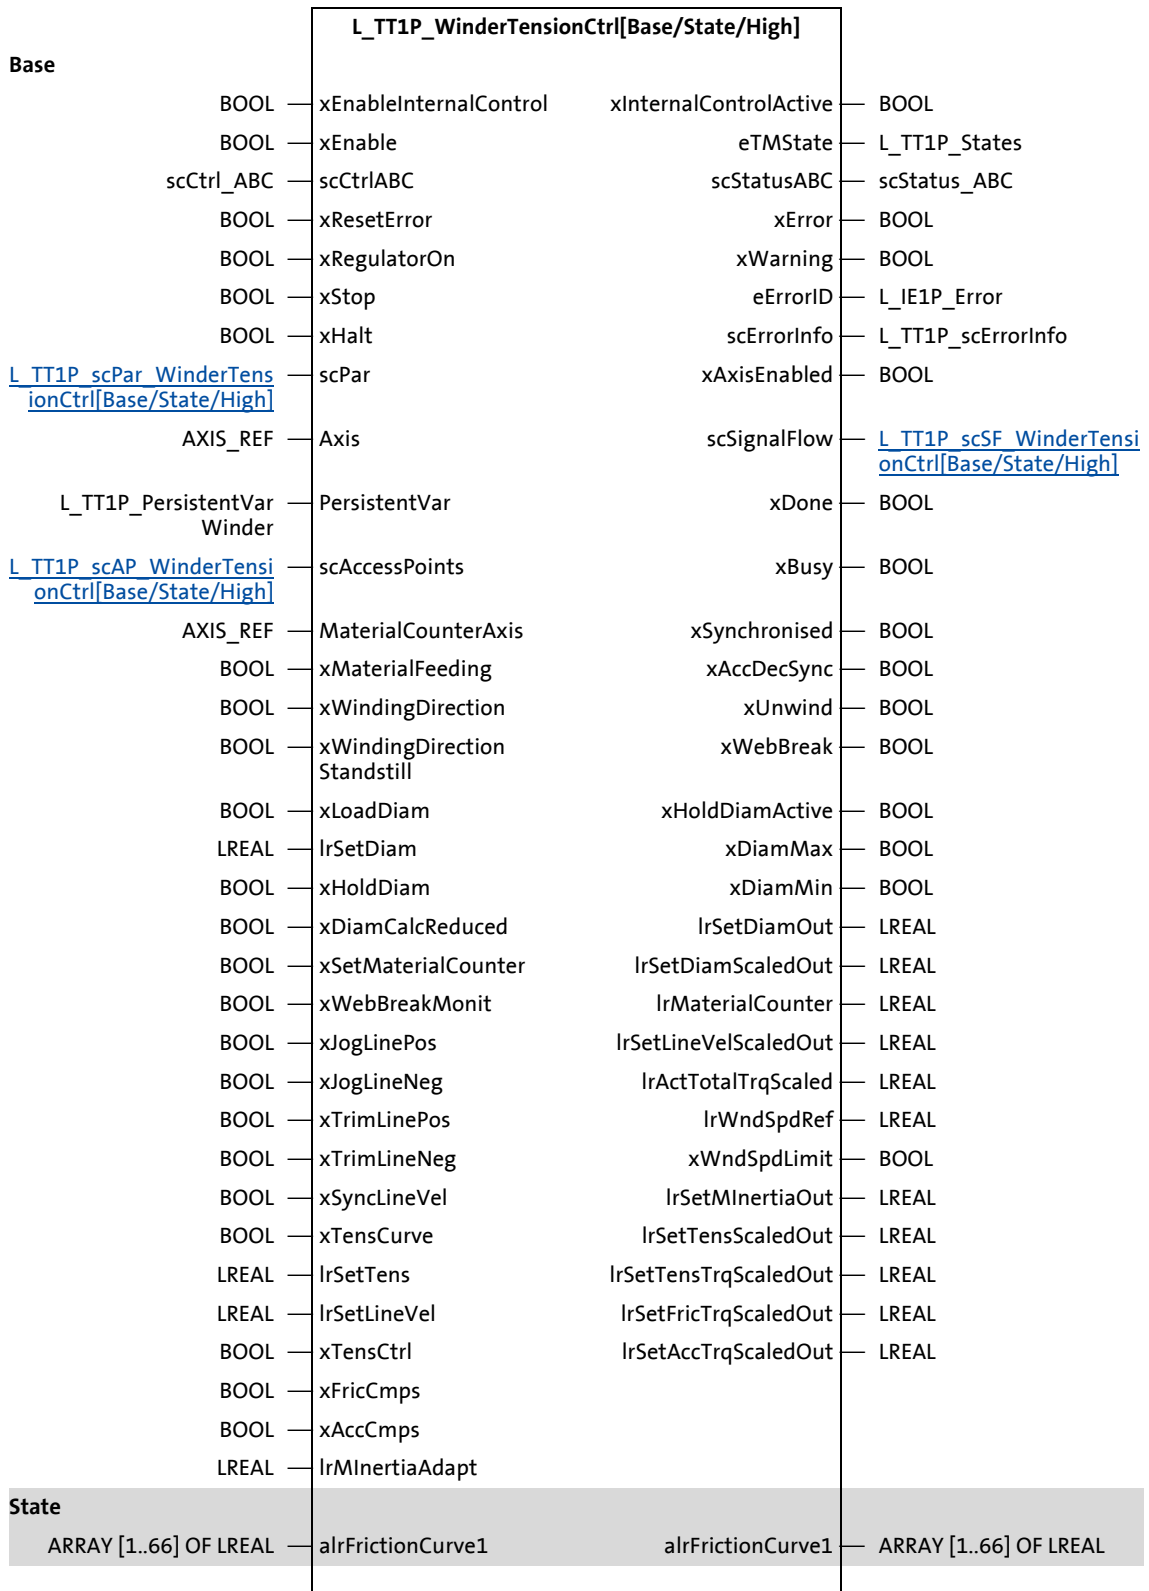 L_TT1P_WinderTensionCtrl[Base/State/High]
Base
BOOL xEnableInternalControl xInternalControlActive BOOL
BOOL xEnable eTMState L_TT1P_States
scCtrl_ABC scCtrlABC scStatusABC scStatus_ABC
BOOL xResetError xError BOOL
BOOL xRegulatorOn xWarning BOOL
BOOL xStop eErrorID L_IE1P_Error
BOOL xHalt scErrorInfo L_TT1P_scErrorInfo
L_TT1P_scPar_WinderTens scPar xAxisEnabled BOOL
ionCtrl[Base/State/High]
AXIS_REF Axis scSignalFlow L_TT1P_scSF_WinderTensi
onCtrl[Base/State/High]
L_TT1P_PersistentVar PersistentVar xDone BOOL
Winder
L_TT1P_scAP_WinderTensi scAccessPoints xBusy BOOL
onCtrl[Base/State/High]
AXIS_REF MaterialCounterAxis xSynchronised BOOL
BOOL xMaterialFeeding xAccDecSync BOOL
BOOL xWindingDirection xUnwind BOOL
BOOL xWindingDirection xWebBreak BOOL
Standstill
BOOL xLoadDiam xHoldDiamActive BOOL
LREAL lrSetDiam xDiamMax BOOL
BOOL xHoldDiam xDiamMin BOOL
BOOL xDiamCalcReduced lrSetDiamOut LREAL
BOOL xSetMaterialCounter lrSetDiamScaledOut LREAL
BOOL xWebBreakMonit lrMaterialCounter LREAL
BOOL xJogLinePos lrSetLineVelScaledOut LREAL
BOOL xJogLineNeg lrActTotalTrqScaled LREAL
BOOL xTrimLinePos lrWndSpdRef LREAL
BOOL xTrimLineNeg xWndSpdLimit BOOL
BOOL xSyncLineVel lrSetMInertiaOut LREAL
BOOL xTensCurve lrSetTensScaledOut LREAL
LREAL lrSetTens lrSetTensTrqScaledOut LREAL
LREAL lrSetLineVel lrSetFricTrqScaledOut LREAL
BOOL xTensCtrl lrSetAccTrqScaledOut LREAL
BOOL xFricCmps
BOOL xAccCmps
LREAL lrMInertiaAdapt
State
ARRAY [1..66] OF LREAL alrFrictionCurve1 alrFrictionCurve1 ARRAY [1..66] OF LREAL